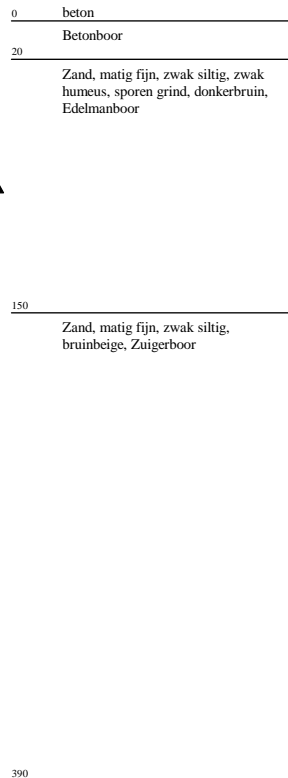 0 beton
Betonboor
20
Zand, matig fijn, zwak siltig, zwak
humeus, sporen grind, donkerbruin,
Edelmanboor
150
Zand, matig fijn, zwak siltig,
bruinbeige, Zuigerboor
390